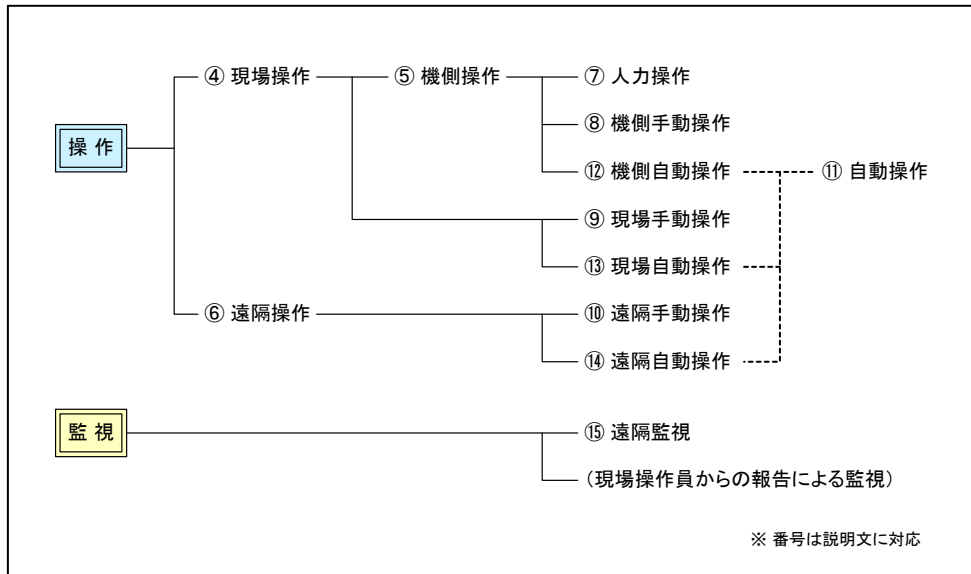 ④ 現場操作 ⑤ 機側操作 ⑦ 人力操作
操 作 ⑧ 機側手動操作
⑫ 機側自動操作 ⑪ 自動操作
⑨ 現場手動操作
⑬ 現場自動操作
⑥ 遠隔操作 ⑩ 遠隔手動操作
⑭ 遠隔自動操作
監 視 ⑮ 遠隔監視
（現場操作員からの報告による監視）
※ 番号は説明文に対応